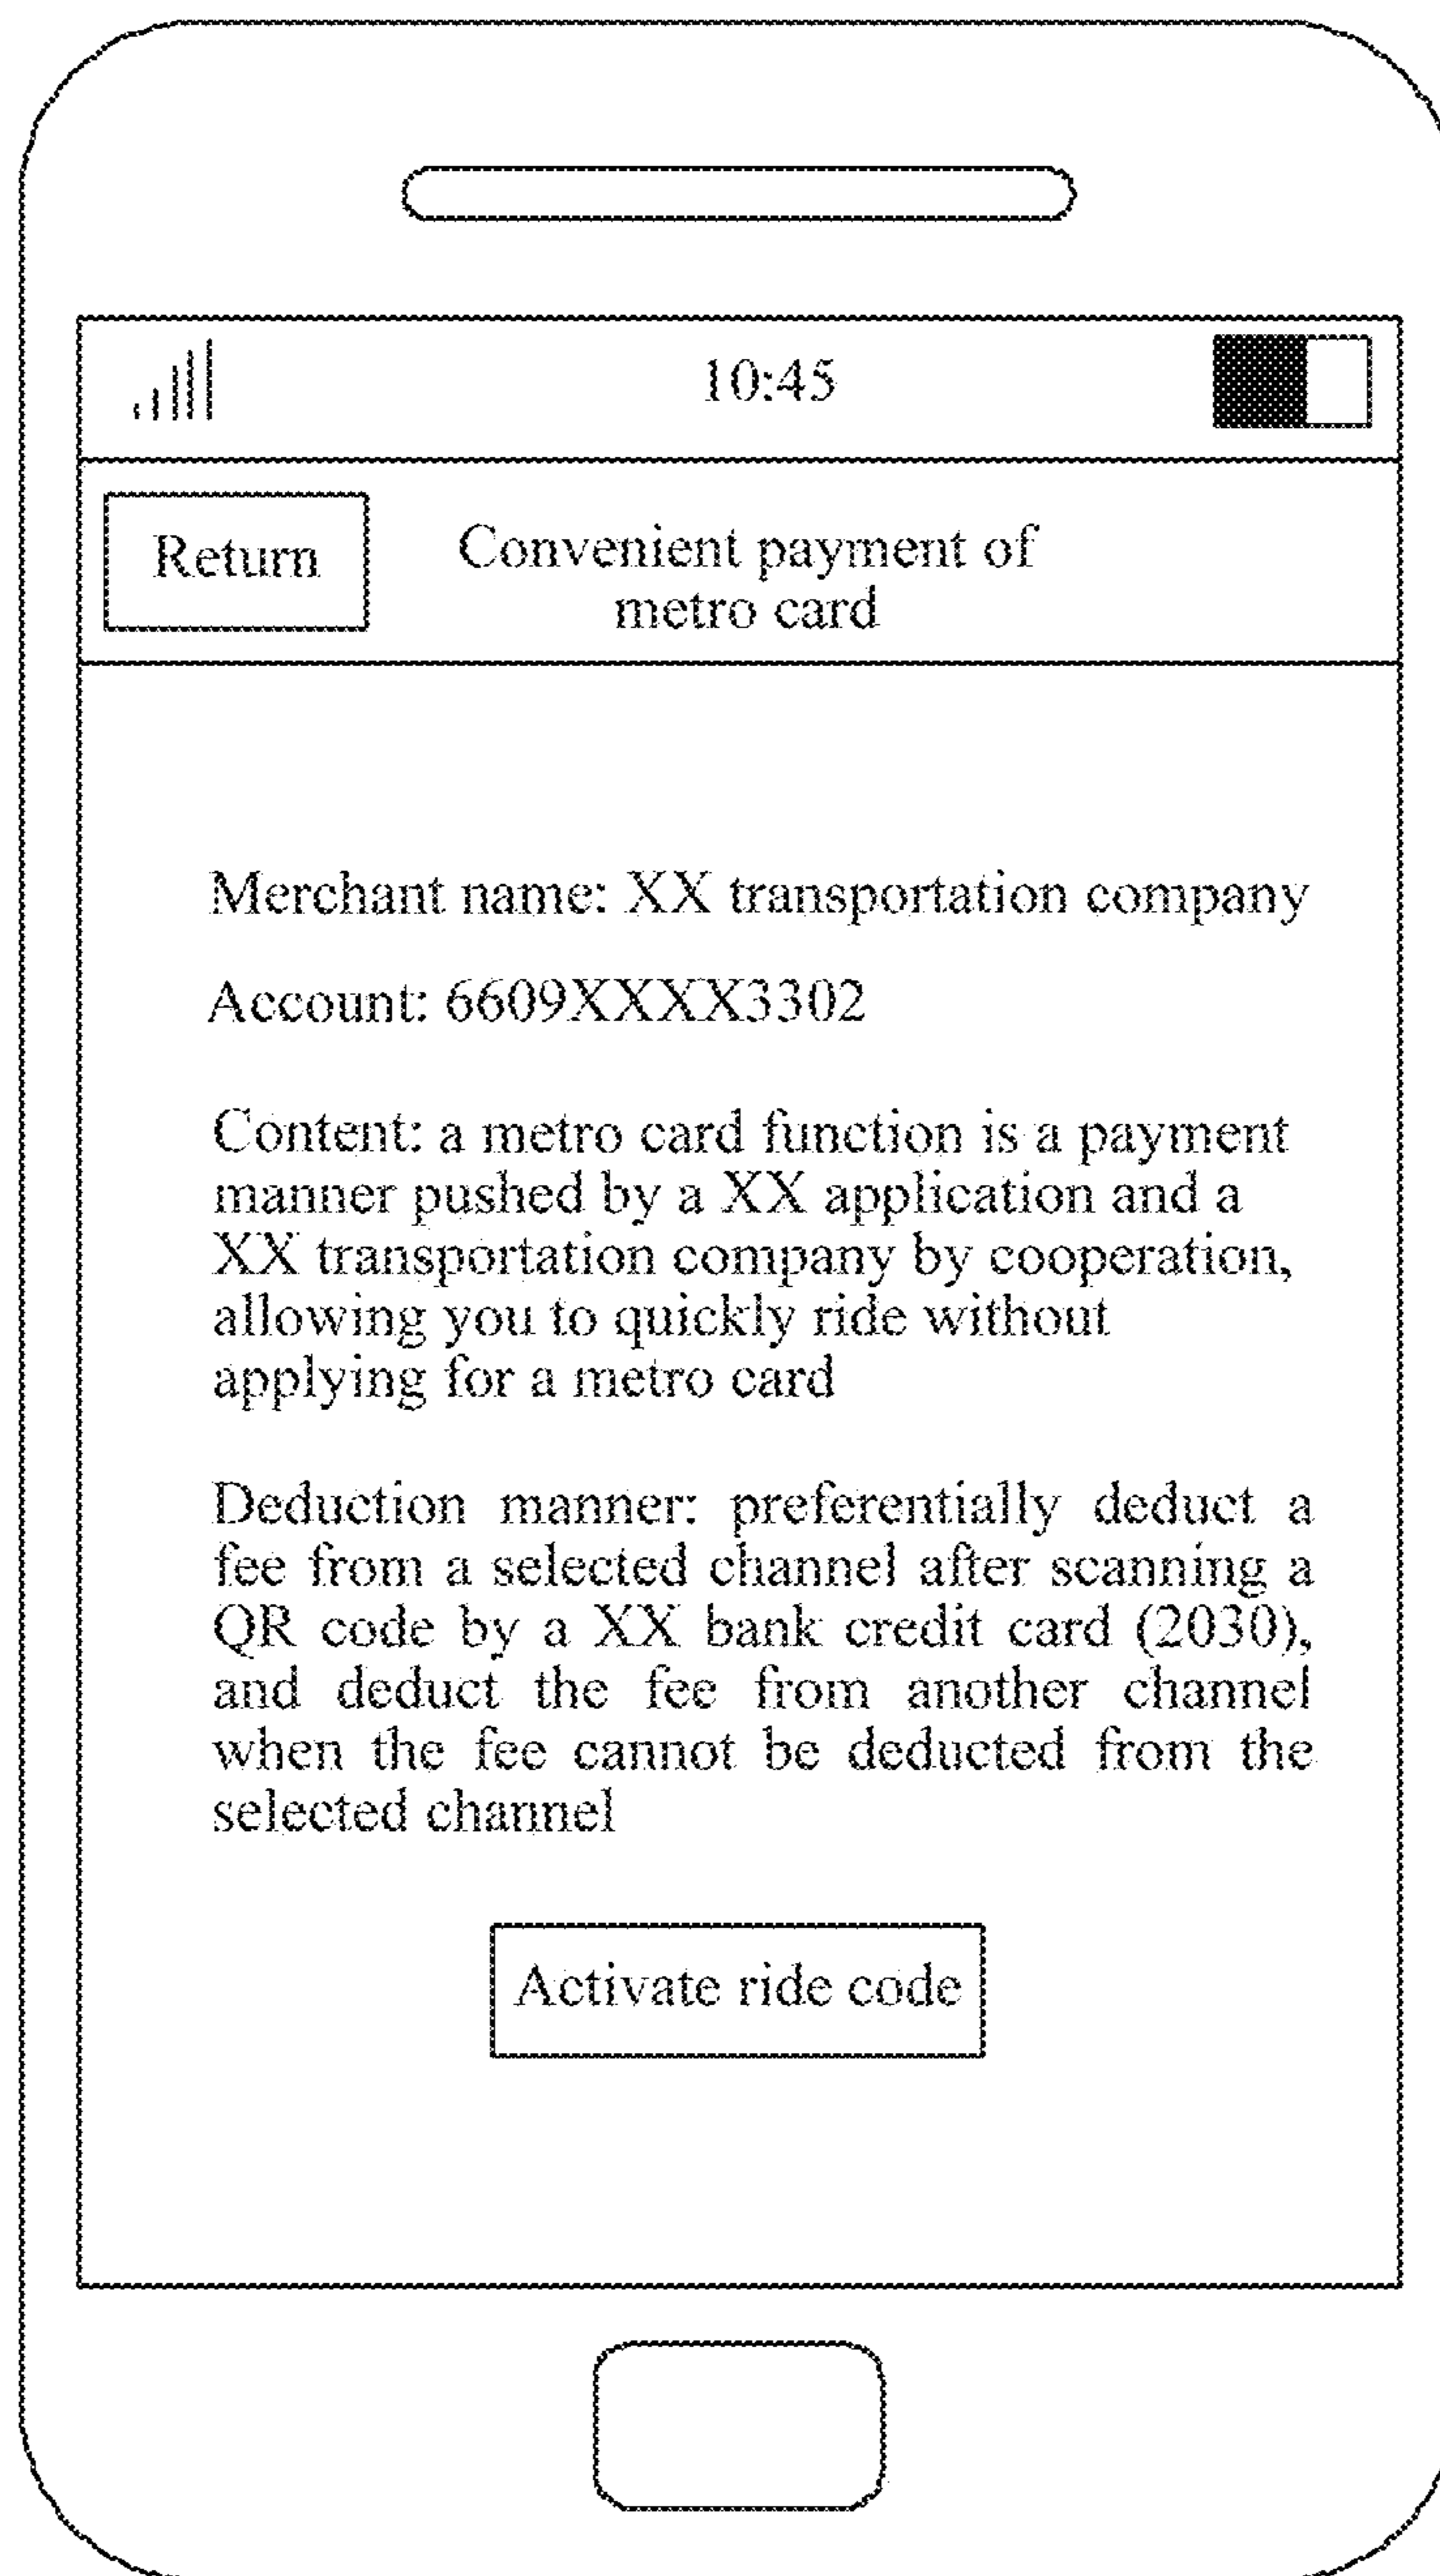 10:45
Return
Convenient payment of
metro card
Merchant name: XX transportation company
Account: 6609XXXX3302
Content: a metro card function is a payment
manner pushed by a XX application and a
XX transportation company by cooperation,
allowing you to quickly ride without
applying for a metro card
Deduction manner: preferentially deduct a
fee from a selected channel after scanning a
QR code by a XX bank credit card (2030),
and deduct the fee from another channel
when the fee cannot be deducted from the
selected channel
Activate ride code